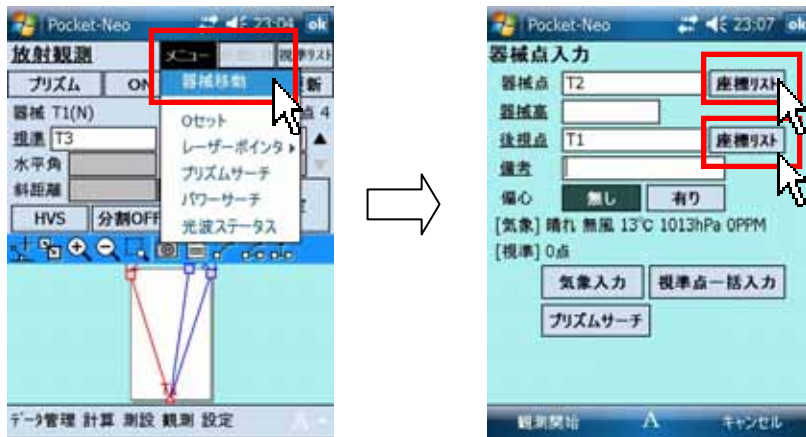 Pocket-Neo 23:04 ok
放射観測 メニュー 視準リスト
プリズム ON 新
器械移動
器械 T1(N) 点 4
0セット
視準 T3
レーザーポインタ
水平角
プリズムサーチ
斜距離
パワーサーチ
HVS 分割OFF
光波ステータス
データ管理 計算 測設 観測 設定 A
Pocket-Neo 23:07 ok
器械点入力
器械点 T2 座標リスト
器械高
後視点 T1 座標リスト
備考
偏心 無し 有り
[気象] 晴れ 無風 13℃ 1013hPa 0PPM
[視準] 0点
気象入力 視準点一括入力
プリズムサーチ
観測開始 A キャンセル